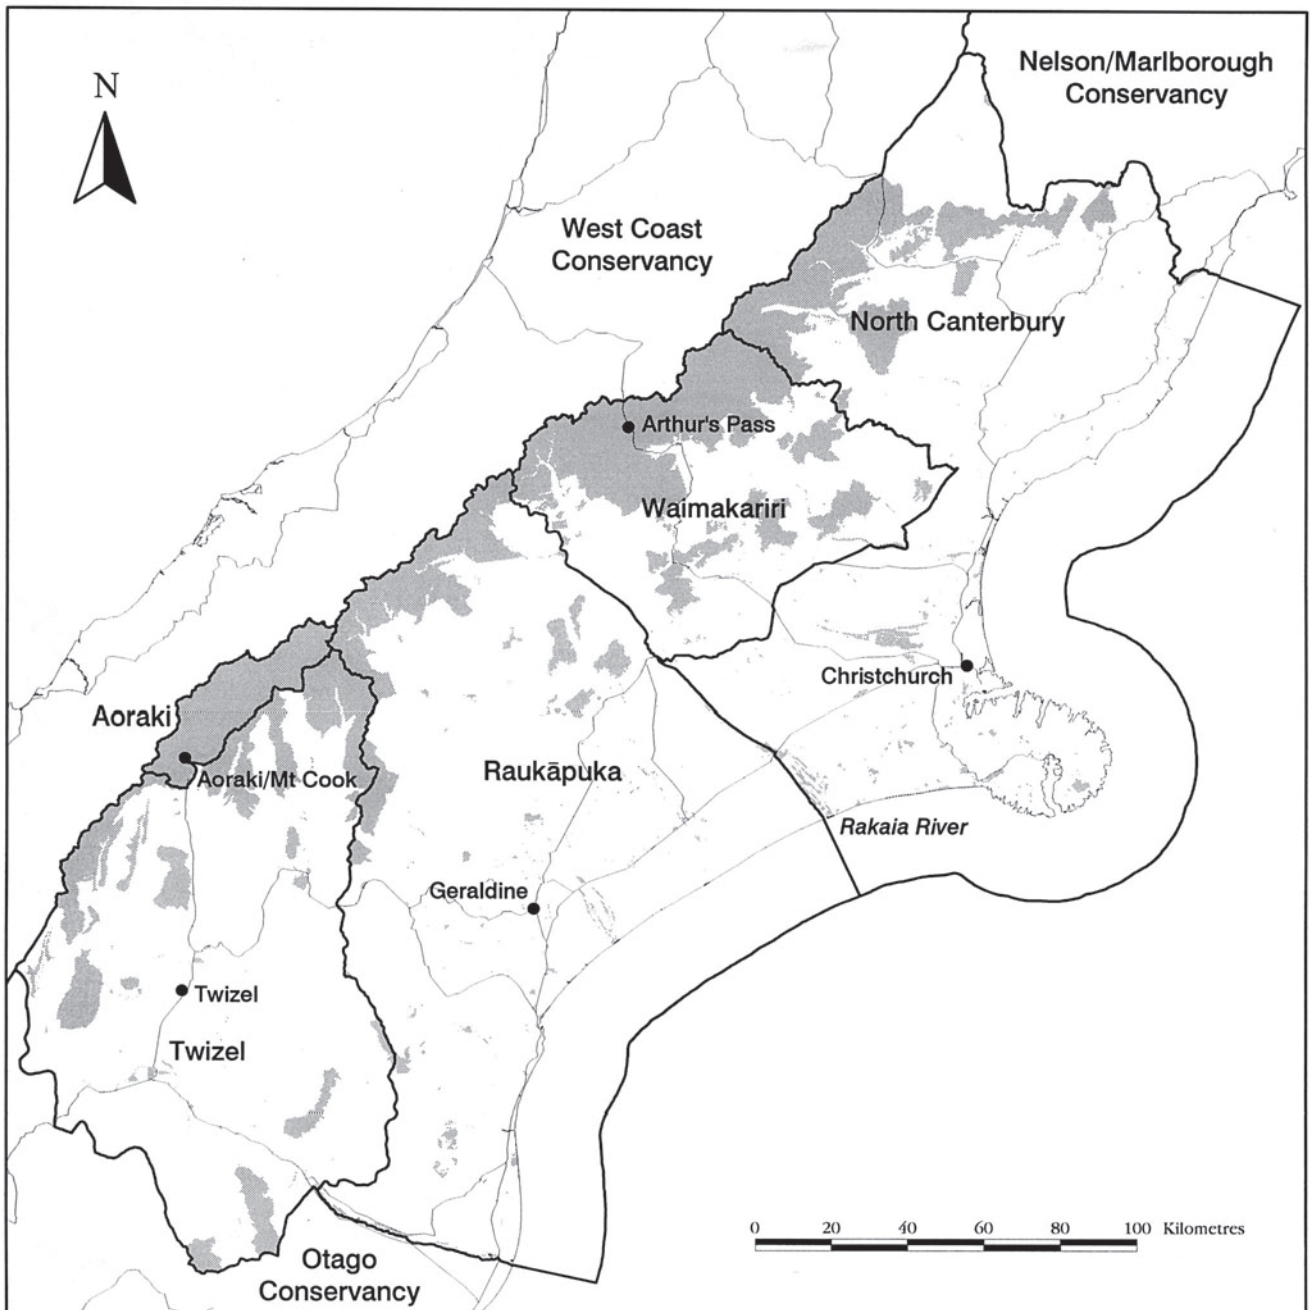 N
Nelson/Marlborough
Conservancy
West Coast
Conservancy
North Canterbury
Arthur's Pass
Waimakariri
Christchurch
Aoraki
Aoraki/Mt Cook
Raukāpuka
Rakaia River
Geraldine
Twizel
Twizel
0 20 40 60 80 100 Kilometres
Otago
Conservancy